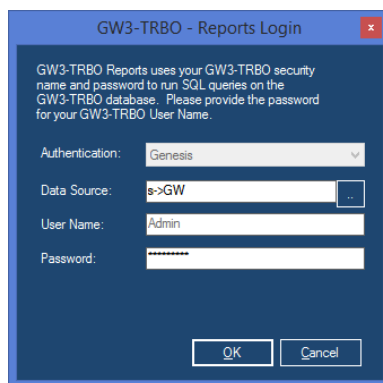 GW3-TRBO - Reports Login
x
GW3-TRBO Reports uses your GW3-TRBO security
name and password to run SQL queries on the
GW3-TRBO database. Please provide the password
for your GW3-TRBO User Name.
Authentication: Genesis
Data Source: s->GW ..
User Name: Admin
Password: *********
OK Cancel